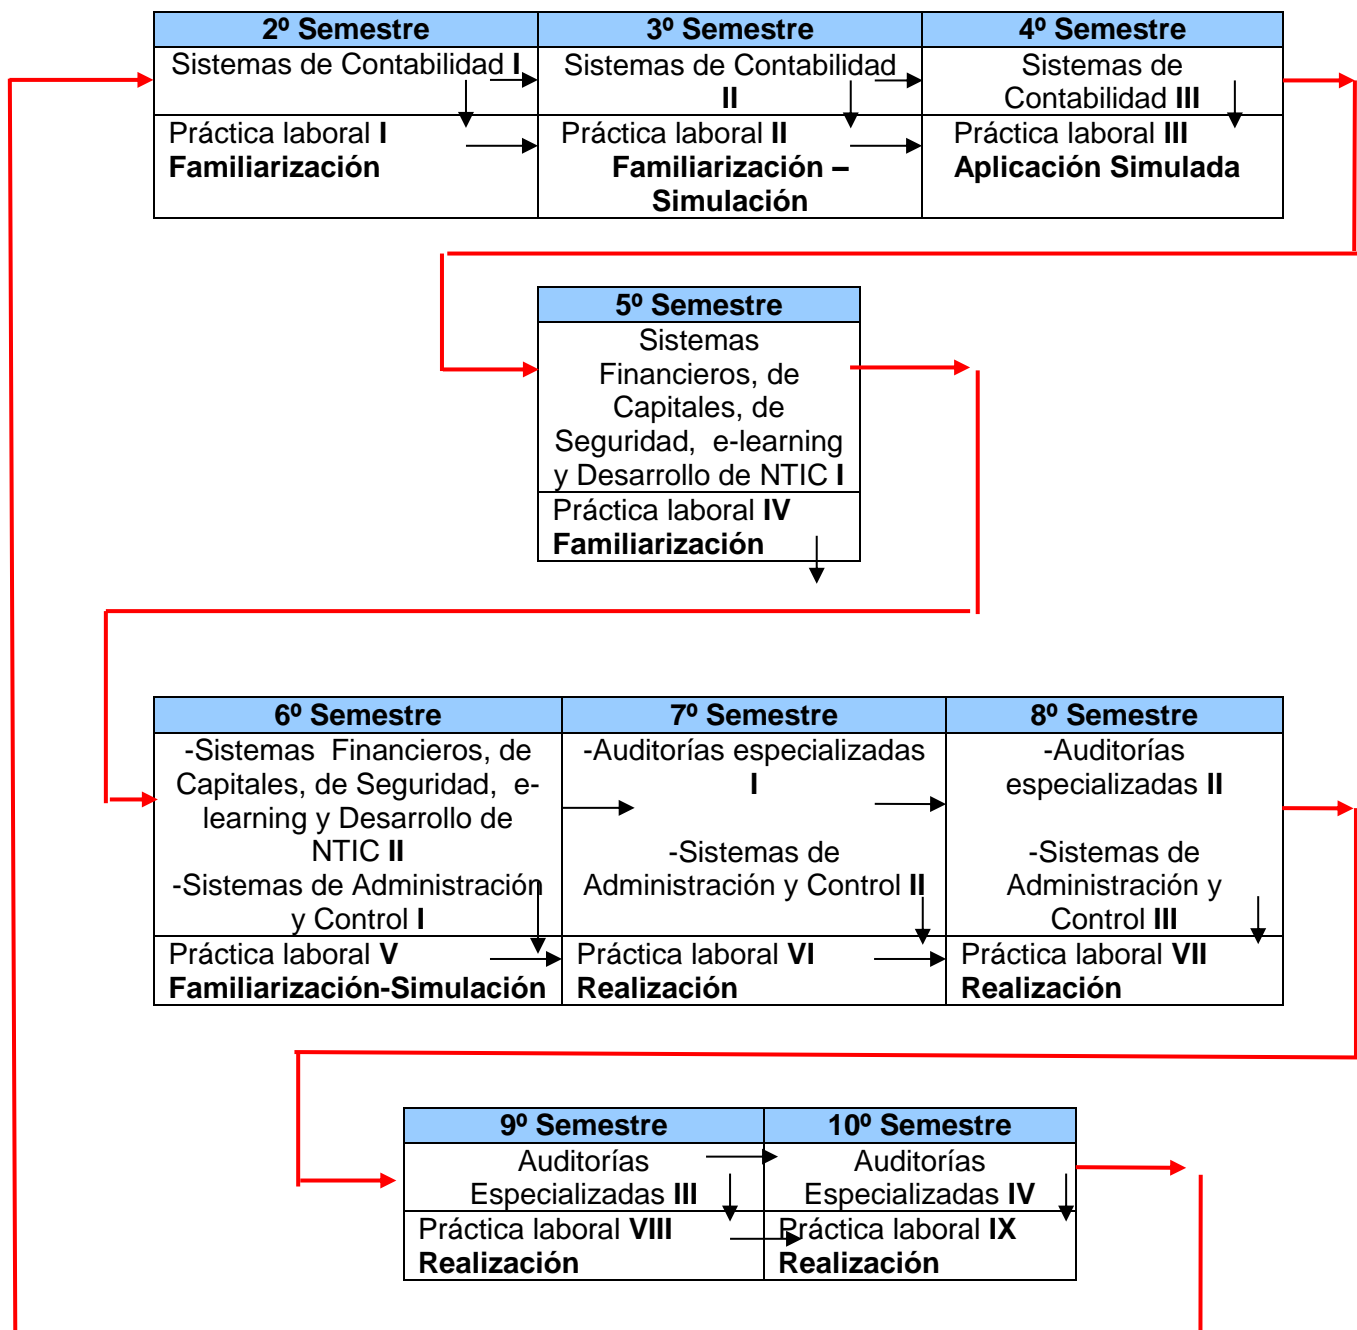 2º Semestre
3º Semestre
4º Semestre
Sistemas de Contabilidad I
Sistemas de Contabilidad
II
Sistemas de
Contabilidad III
Práctica laboral I
Familiarización
Práctica laboral II
Familiarización –
Simulación
Práctica laboral III
Aplicación Simulada
5º Semestre
Sistemas
Financieros, de
Capitales, de
Seguridad, e-learning
y Desarrollo de NTIC I
Práctica laboral IV
Familiarización
6º Semestre
7º Semestre
8º Semestre
-Sistemas Financieros, de
Capitales, de Seguridad, e-
learning y Desarrollo de
NTIC II
-Sistemas de Administración
y Control I
-Auditorías especializadas
I
-Sistemas de
Administración y Control II
-Auditorías
especializadas II
-Sistemas de
Administración y
Control III
Práctica laboral V
Familiarización-Simulación
Práctica laboral VI
Realización
Práctica laboral VII
Realización
9º Semestre
10º Semestre
Auditorías
Especializadas III
Auditorías
Especializadas IV
Práctica laboral VIII
Realización
Práctica laboral IX
Realización